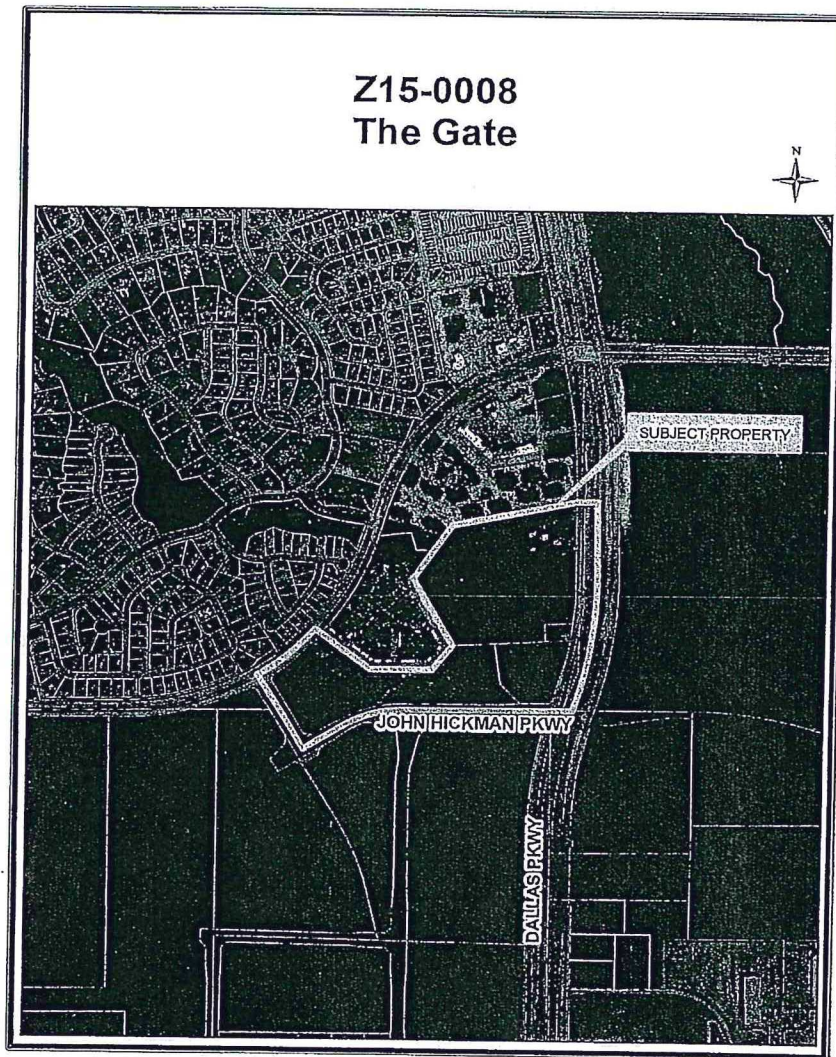 Z15-0008
The Gate
N
SUBJECT PROPERTY
JOHN HICKMAN PKWY
DALLAS PKWY